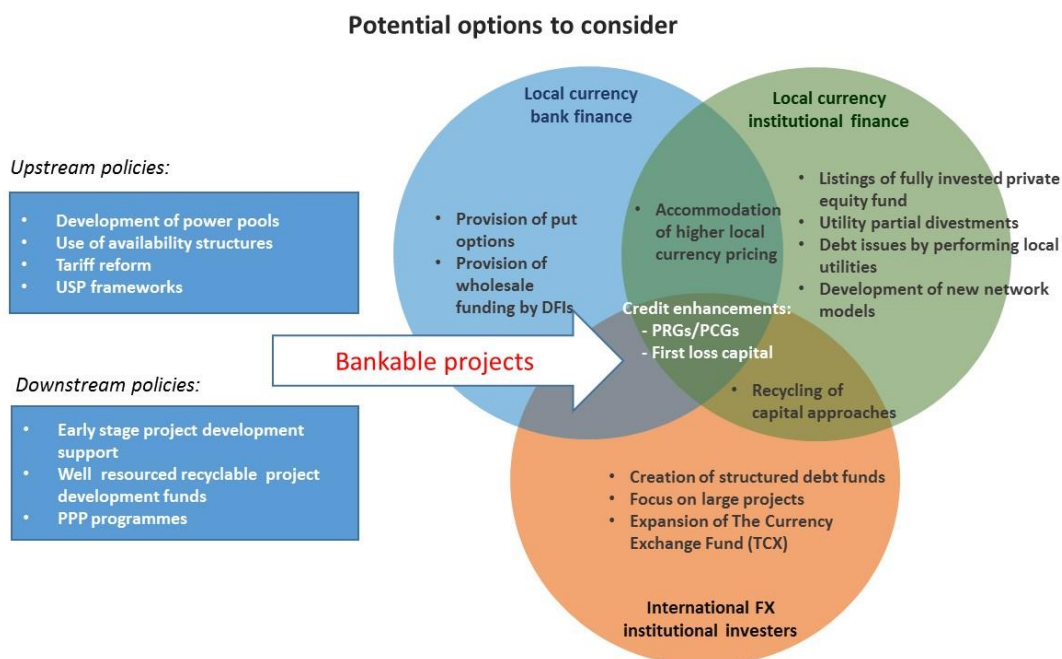 Potential options to consider
Upstream policies:
• Development of power pools
• Use of availability structures
• Tariff reform
• USP frameworks
Downstream policies:
• Early stage project development
support
• Well resourced recyclable project
development funds
• PPP programmes
Bankable projects
Local currency
bank finance
• Provision of put
options
• Provision of
wholesale
funding by DFIs
• Accommodation
of higher local
currency pricing
Local currency
institutional finance
• Listings of fully invested private
equity fund
• Utility partial divestments
• Debt issues by performing local
utilities
• Development of new network
models
Credit enhancements:
- PRGs/PCGs
- First loss capital
• Recycling of
capital approaches
• Creation of structured debt funds
• Focus on large projects
• Expansion of The Currency
Exchange Fund (TCX)
International FX
institutional investers